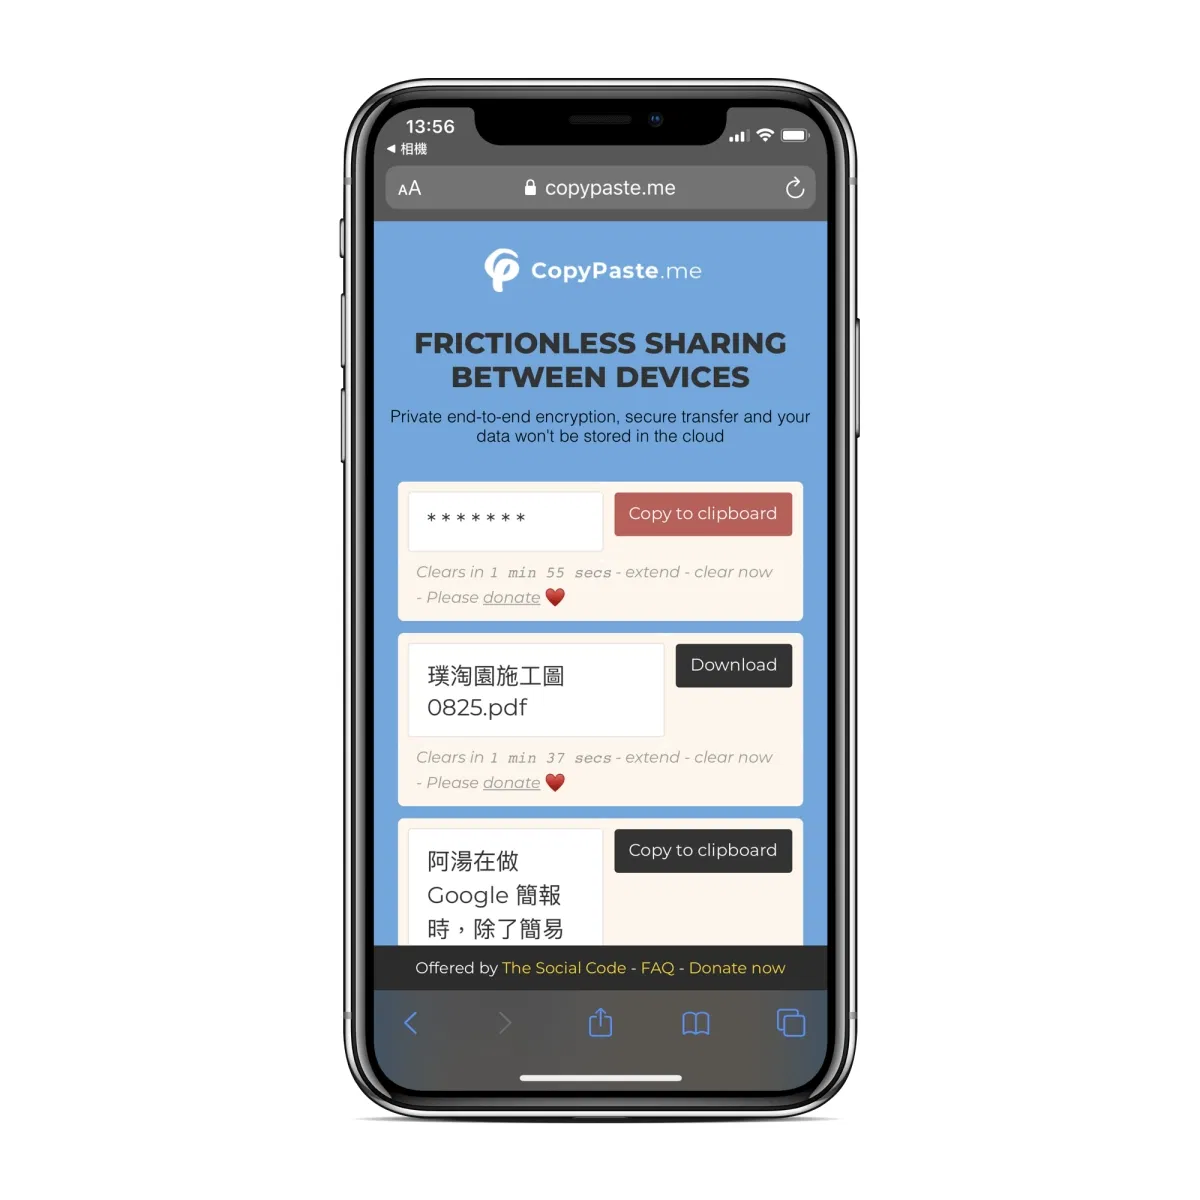 13:56
◀ 相機
AA copypaste.me
CopyPaste.me
FRICTIONLESS SHARING
BETWEEN DEVICES
Private end-to-end encryption, secure transfer and your
data won't be stored in the cloud
*******
Copy to clipboard
Clears in 1 min 55 secs - extend - clear now
- Please donate ❤️
璞淘園施工圖
0825.pdf
Download
Clears in 1 min 37 secs - extend - clear now
- Please donate ❤️
阿湯在做
Google 簡報
時，除了簡易
Copy to clipboard
Offered by The Social Code - FAQ - Donate now